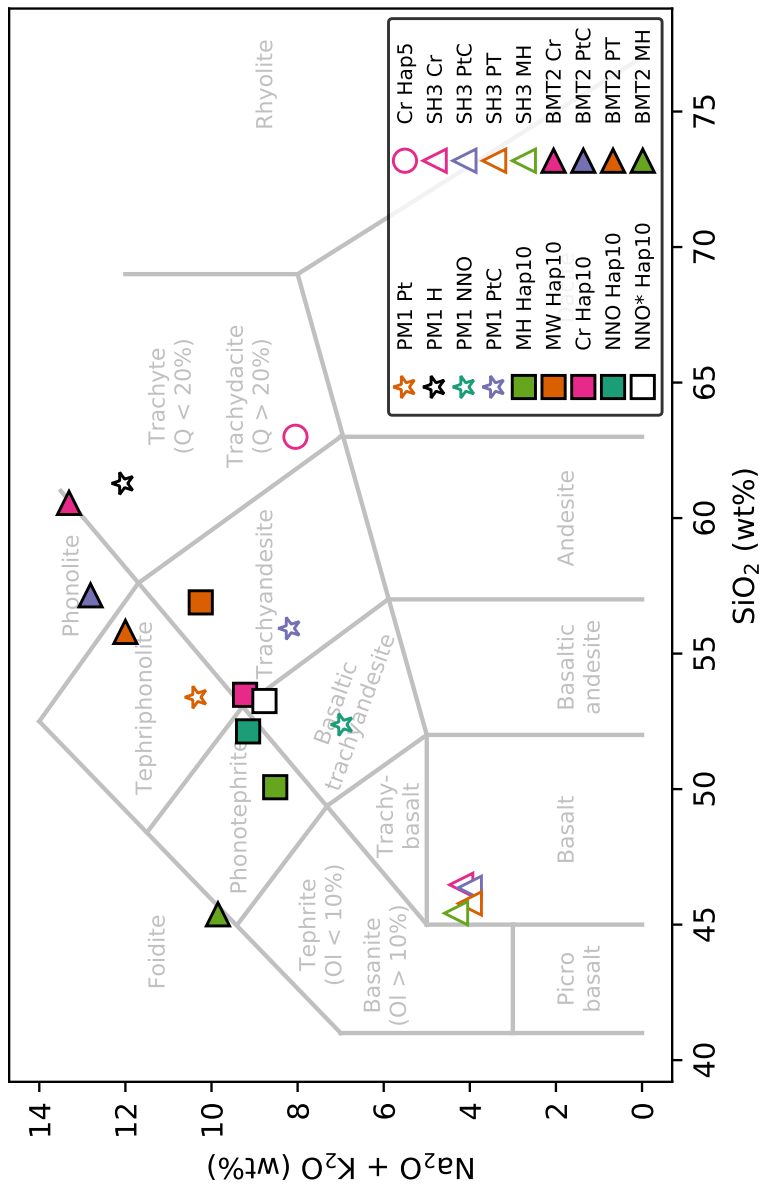 Rhyolite
Trachyte
(Q < 20%)
Trachydacite
(Q > 20%)
Phonolite
Tephriphonolite
Trachyandesite
Andesite
Phonotephrite
Basaltic
trachyandesite
Basaltic
andesite
Trachy-
basalt
Basalt
Foidite
Tephrite
(Ol < 10%)
Basanite
(Ol > 10%)
Picro
basalt
Dacite
PM1 Pt
PM1 H
PM1 NNO
PM1 PtC
MH Hap10
MW Hap10
Cr Hap10
NNO Hap10
NNO* Hap10
Cr Hap5
SH3 Cr
SH3 PtC
SH3 PT
SH3 MH
BMT2 Cr
BMT2 PtC
BMT2 PT
BMT2 MH
40
45
50
55
60
65
70
75
SiO₂ (wt%)
0
2
4
6
8
10
12
14
Na₂O + K₂O (wt%)